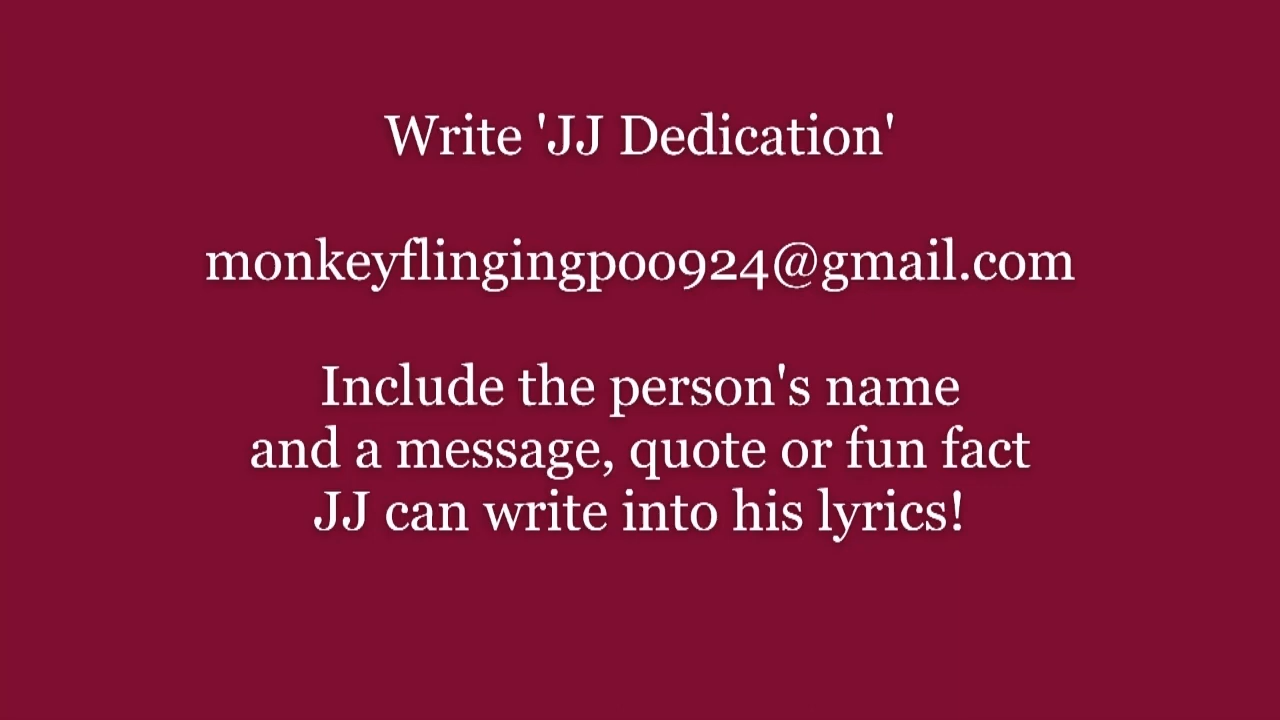 Write 'JJ Dedication'
monkeyflingingpoo924@gmail.com
Include the person's name
and a message, quote or fun fact
JJ can write into his lyrics!